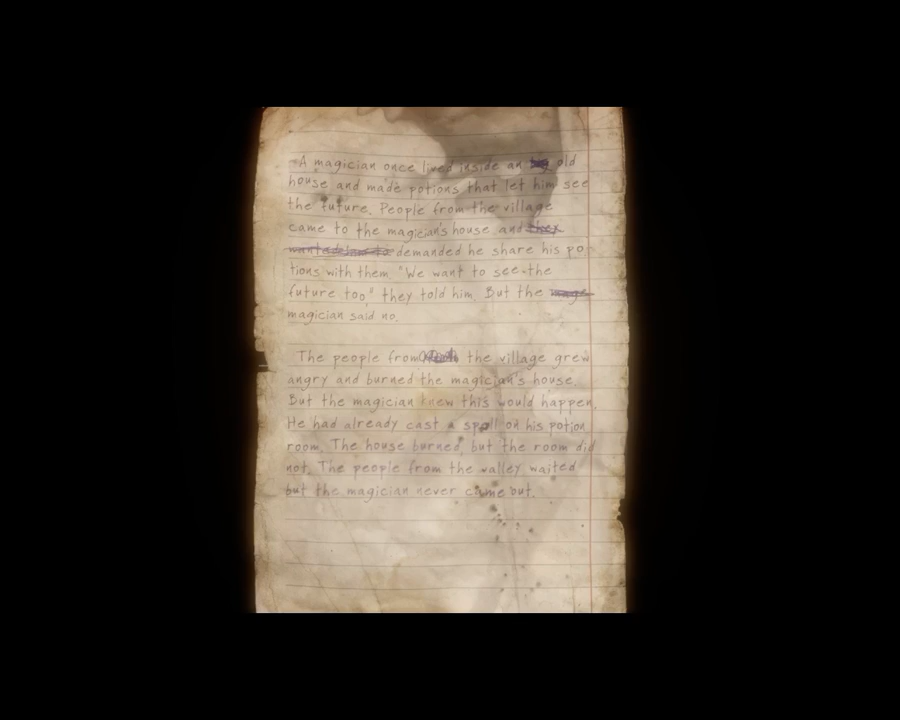 A magician once lived inside an old
house and made potions that let him see
the future. People from the village
came to the magician's house and they
demanded he share his po-
tions with them. "We want to see the
future too" they told him. But the
magician said no.
The people from the village grew
angry and burned the magician's house.
But the magician knew this would happen.
He had already cast a spell on his potion
room. The house burned, but the room did
not. The people from the valley waited
but the magician never came out.